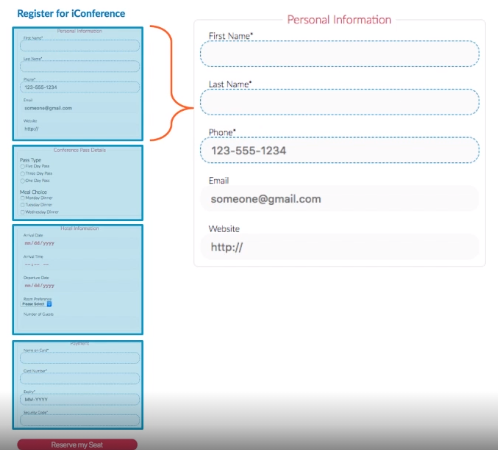 Register for iConference
Personal Information
First Name*
Last Name*
Phone*
123-555-1234
Email
someone@gmail.com
Website
http://
Conference Pass Details
Pass Type
Five Day Pass
Three Day Pass
One Day Pass
Meal Choice
Monday Dinner
Tuesday Dinner
Wednesday Dinner
Hotel Information
Arrival Date
mm/dd/yyyy
Arrival Time
Departure Date
mm/dd/yyyy
Room Preference
Please Select
Number of Guests
Payment
Name on Card*
Card Number*
Expiry*
MM-YYYY
Security Code*
Reserve my Seat
Personal Information
First Name*
Last Name*
Phone*
123-555-1234
Email
someone@gmail.com
Website
http://